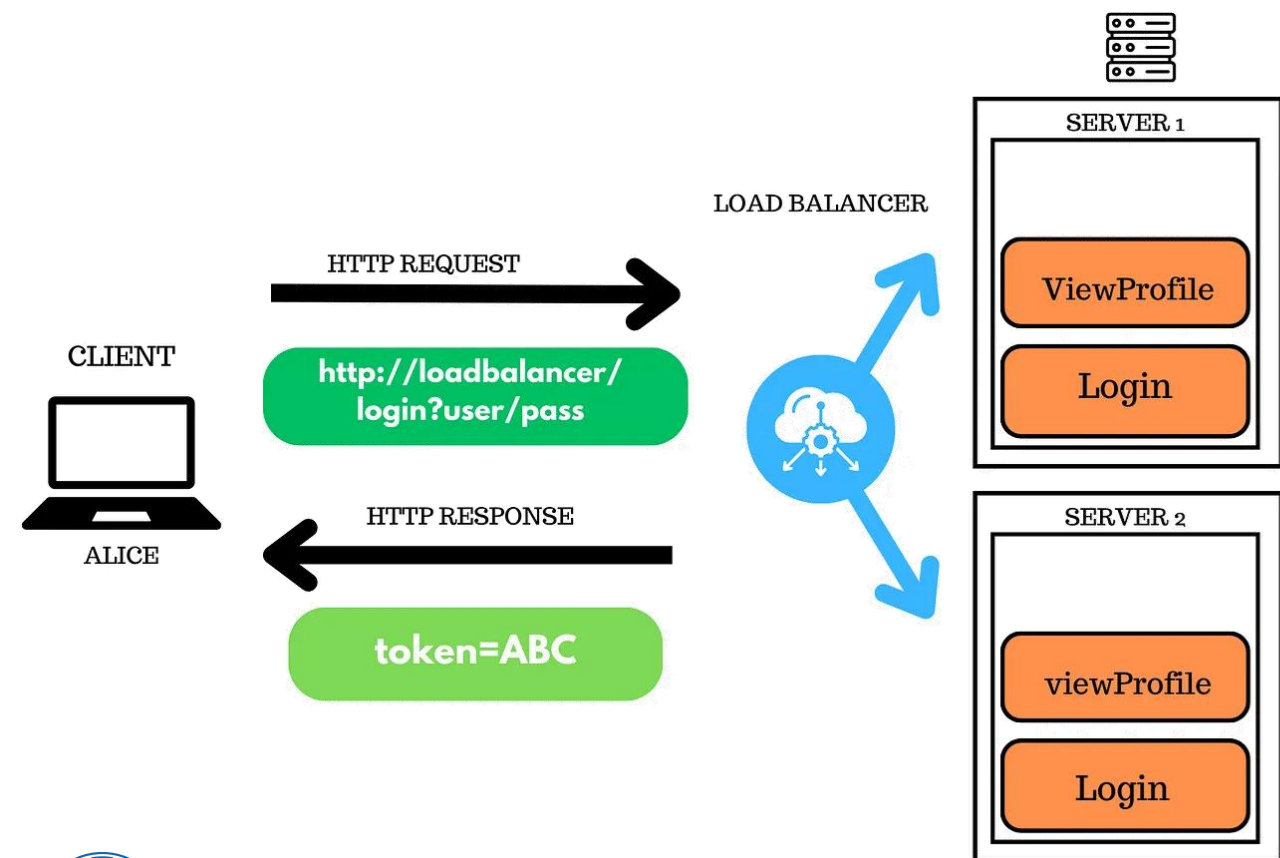 SERVER 1
LOAD BALANCER
HTTP REQUEST
ViewProfile
CLIENT
http://loadbalancer/
login?user/pass
Login
HTTP RESPONSE
SERVER 2
ALICE
token=ABC
viewProfile
Login